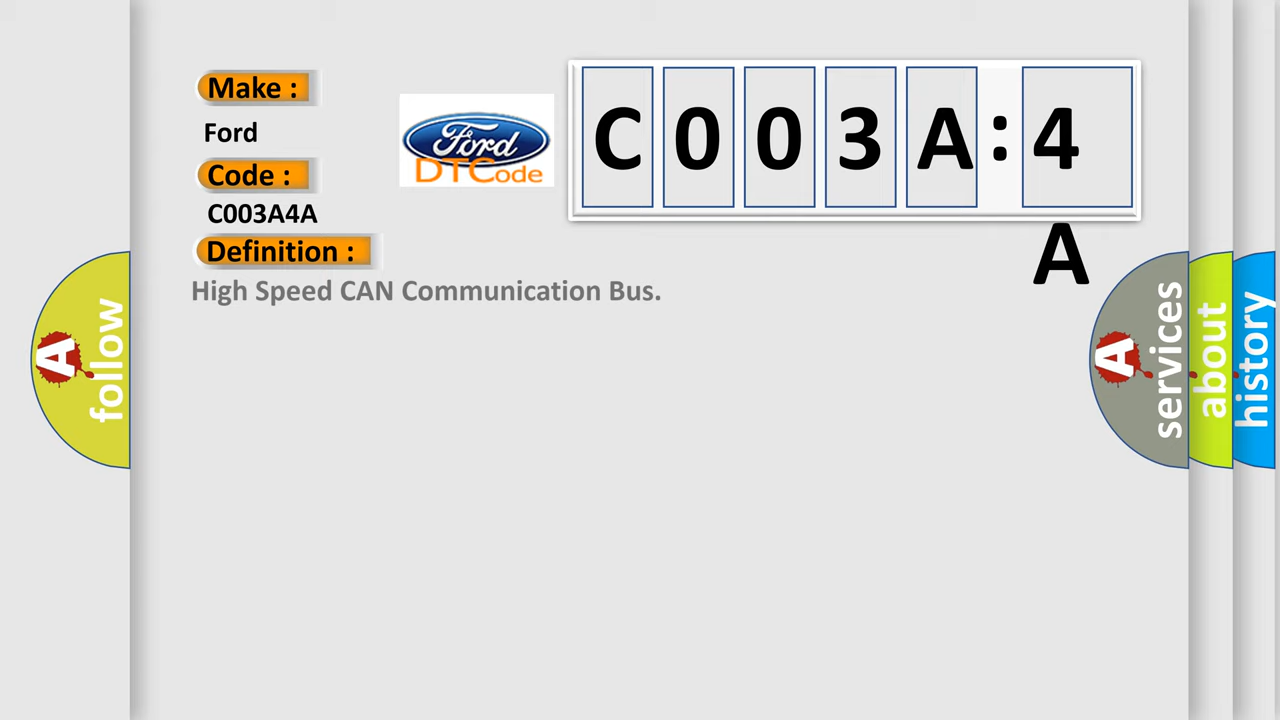 Make :
Ford
Code :
C003A4A
Definition :
High Speed CAN Communication Bus.
Ford
DTCode
C003A:4
A
A follow
A services
about
history